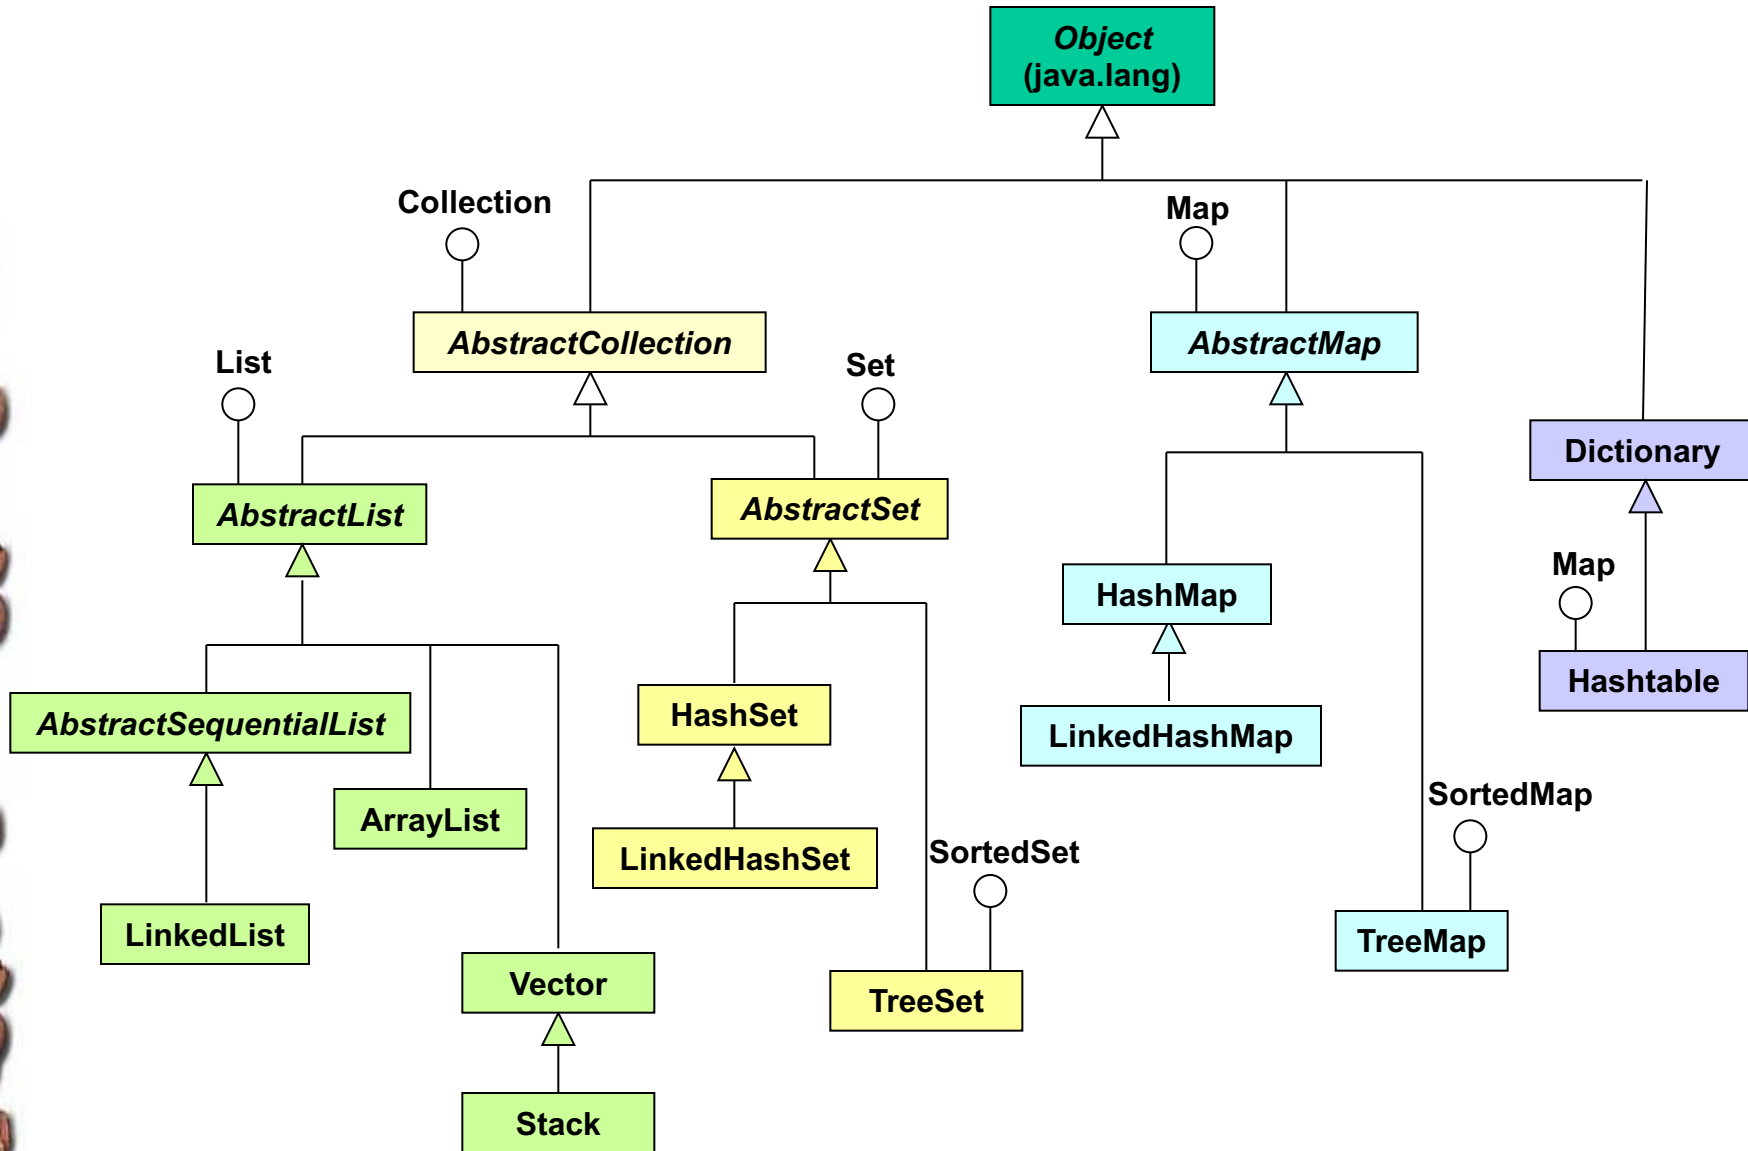 Object
(java.lang)
Collection
Map
AbstractCollection
AbstractMap
List
Set
Dictionary
AbstractList
AbstractSet
Map
HashMap
Hashtable
AbstractSequentialList
HashSet
LinkedHashMap
SortedMap
ArrayList
LinkedHashSet
SortedSet
LinkedList
TreeMap
Vector
TreeSet
Stack